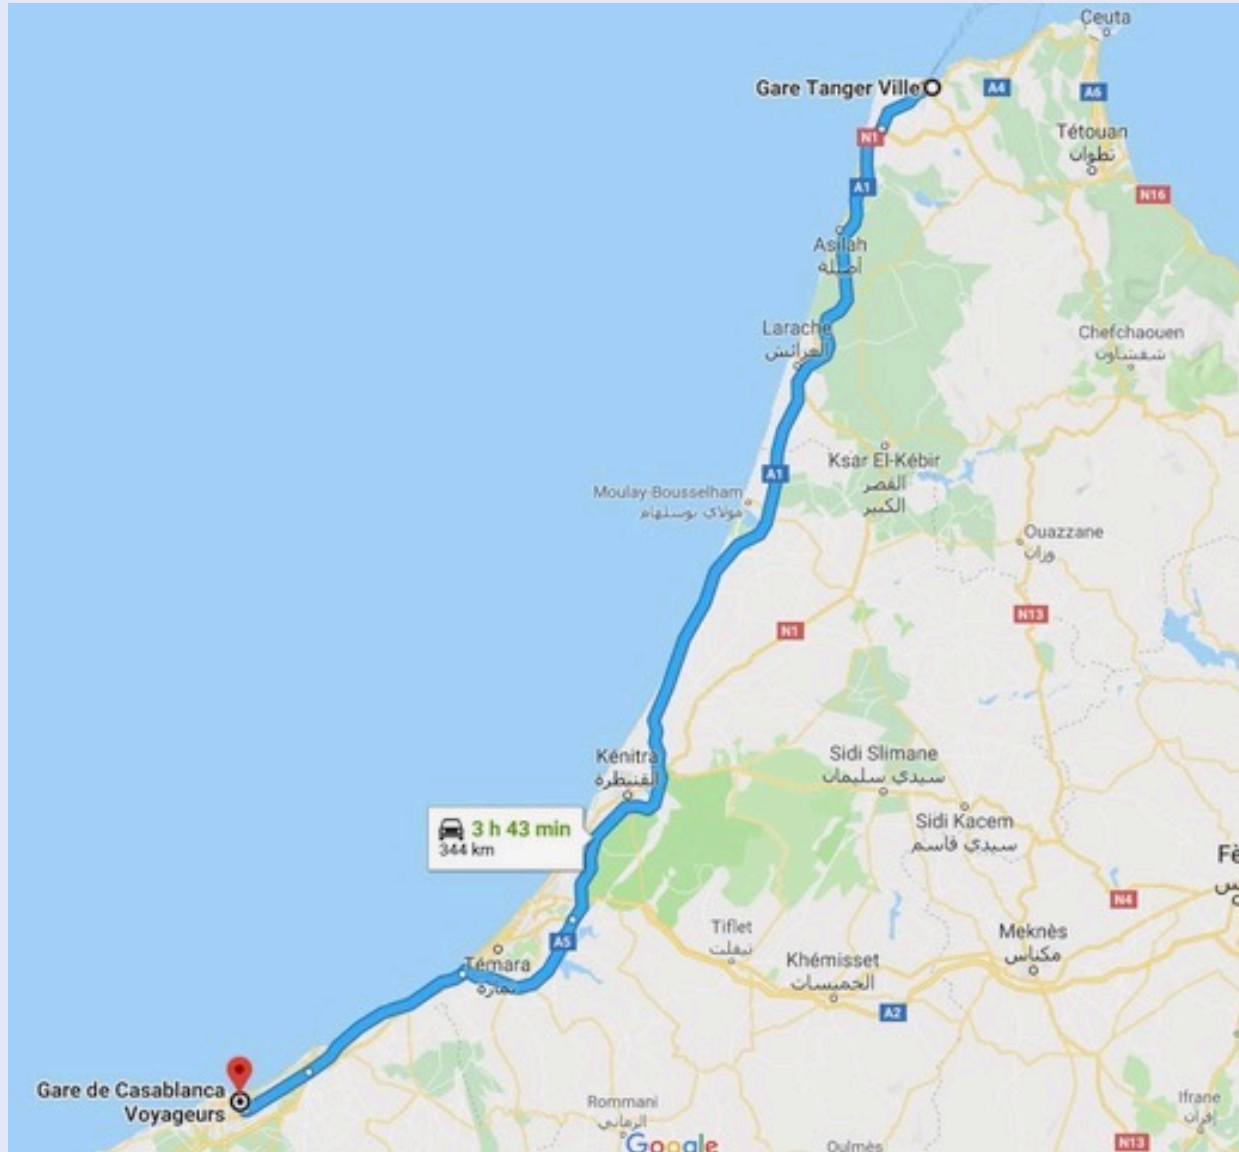 Ceuta
Gare Tanger Ville
A4
A6
Tétouan
تطوان
N1
A1
N16
Asilah
أصيلة
Larache
العرائش
Chefchaouen
شفشاون
Ksar El-Kébir
القصر
الكبير
A1
Moulay-Bousselham
مولاي بوسلهام
Ouazzane
وزان
N13
N1
Kénitra
القنيطرة
Sidi Slimane
سيدي سليمان
Sidi Kacem
سيدي قاسم
3 h 43 min
344 km
Fè
س
N4
Tiflet
تيفلت
Meknès
مكناس
A5
Témara
تمارة
Khémisset
الخميسات
A2
Gare de Casablanca
Voyageurs
Rommani
الرماني
Ifrane
إفران
Google
Oulmès
N13